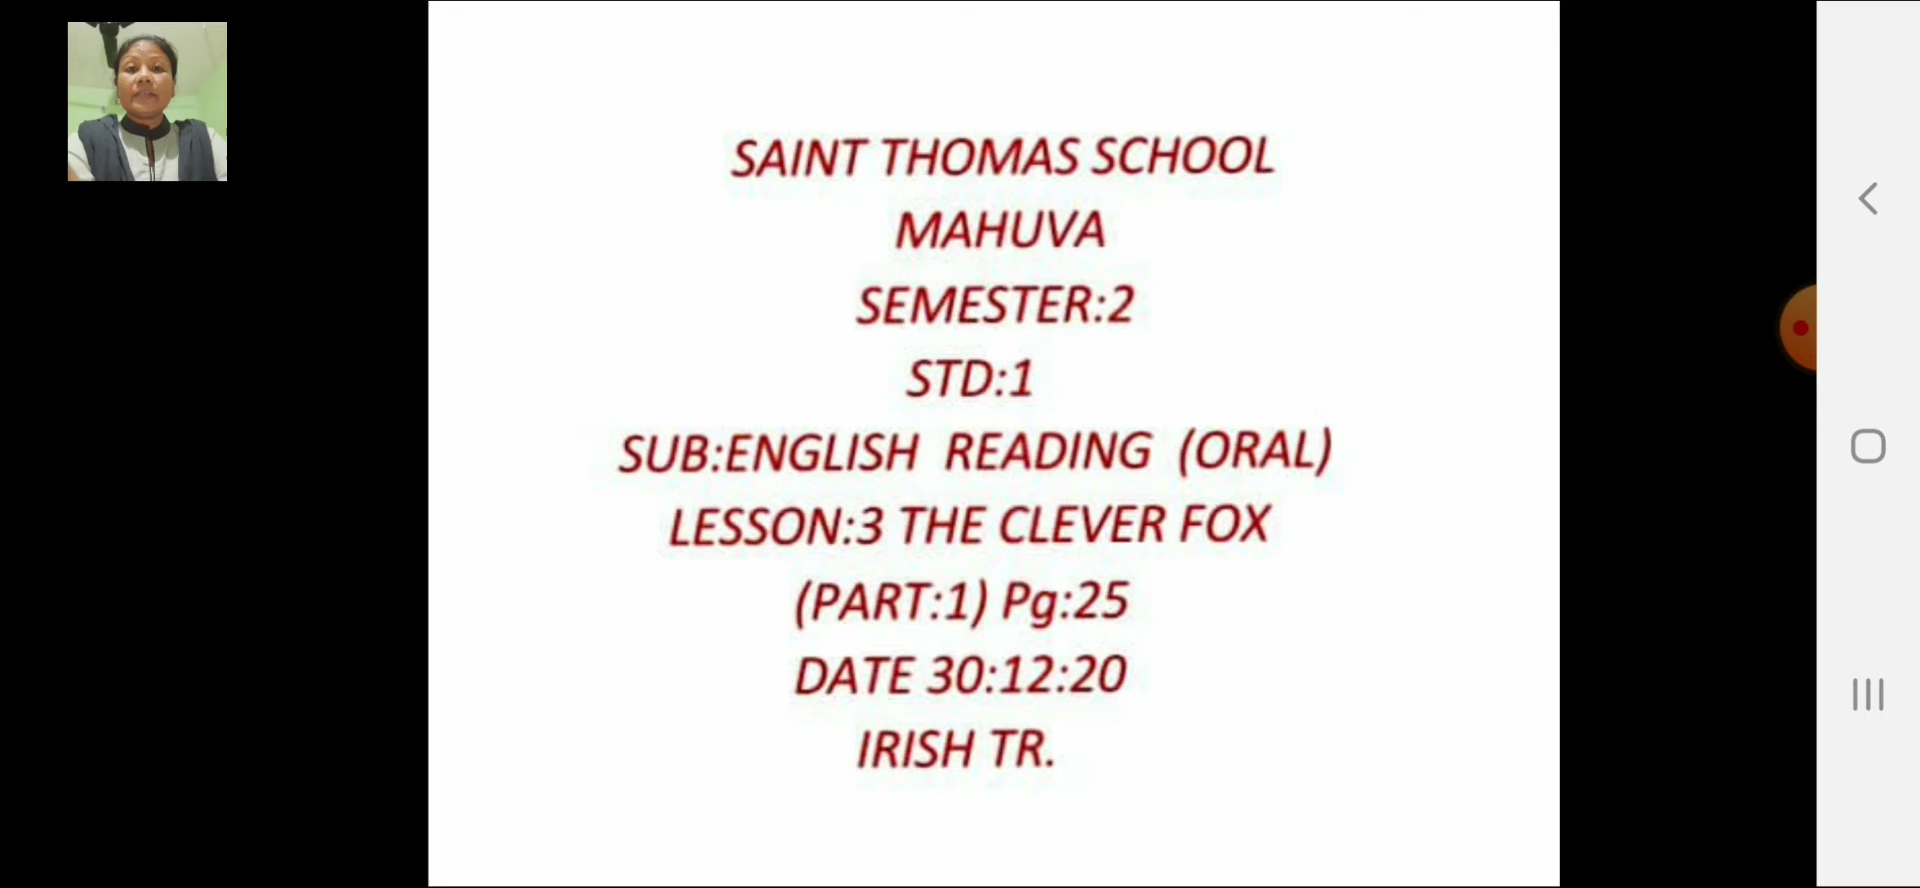 SAINT THOMAS SCHOOL
MAHUVA
SEMESTER:2
STD:1
SUB:ENGLISH READING (ORAL)
LESSON:3 THE CLEVER FOX
(PART:1) Pg:25
DATE 30:12:20
IRISH TR.